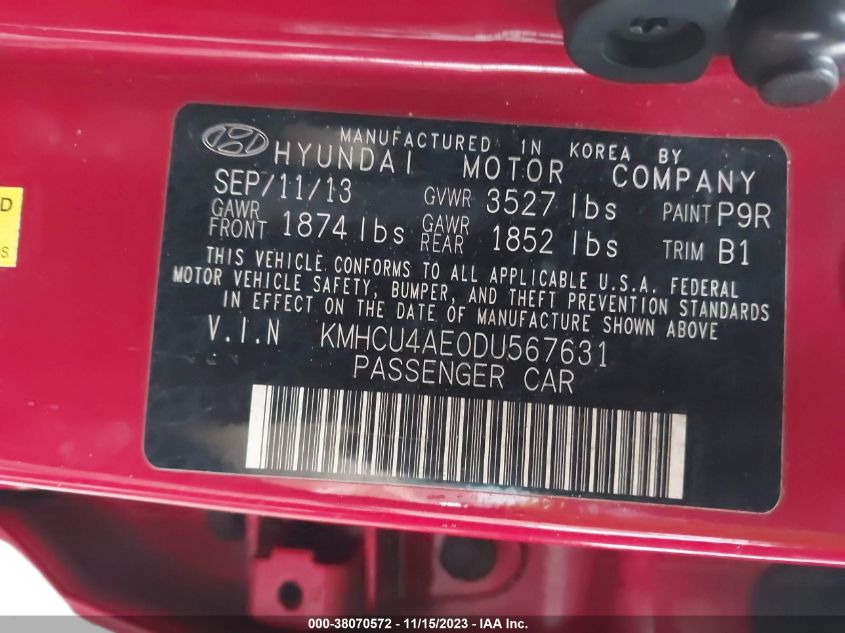 MANUFACTURED IN KOREA BY
HYUNDAI MOTOR COMPANY
SEP/11/13 GVWR 3527 lbs PAINT P9R
GAWR FRONT 1874 lbs GAWR REAR 1852 lbs TRIM B1
THIS VEHICLE CONFORMS TO ALL APPLICABLE U.S.A. FEDERAL
MOTOR VEHICLE SAFETY, BUMPER, AND THEFT PREVENTION STANDARDS
IN EFFECT ON THE DATE OF MANUFACTURE SHOWN ABOVE
V.I.N KMHCU4AE0DU567631
PASSENGER CAR
D
S
000-38070572 - 11/15/2023 - IAA Inc.